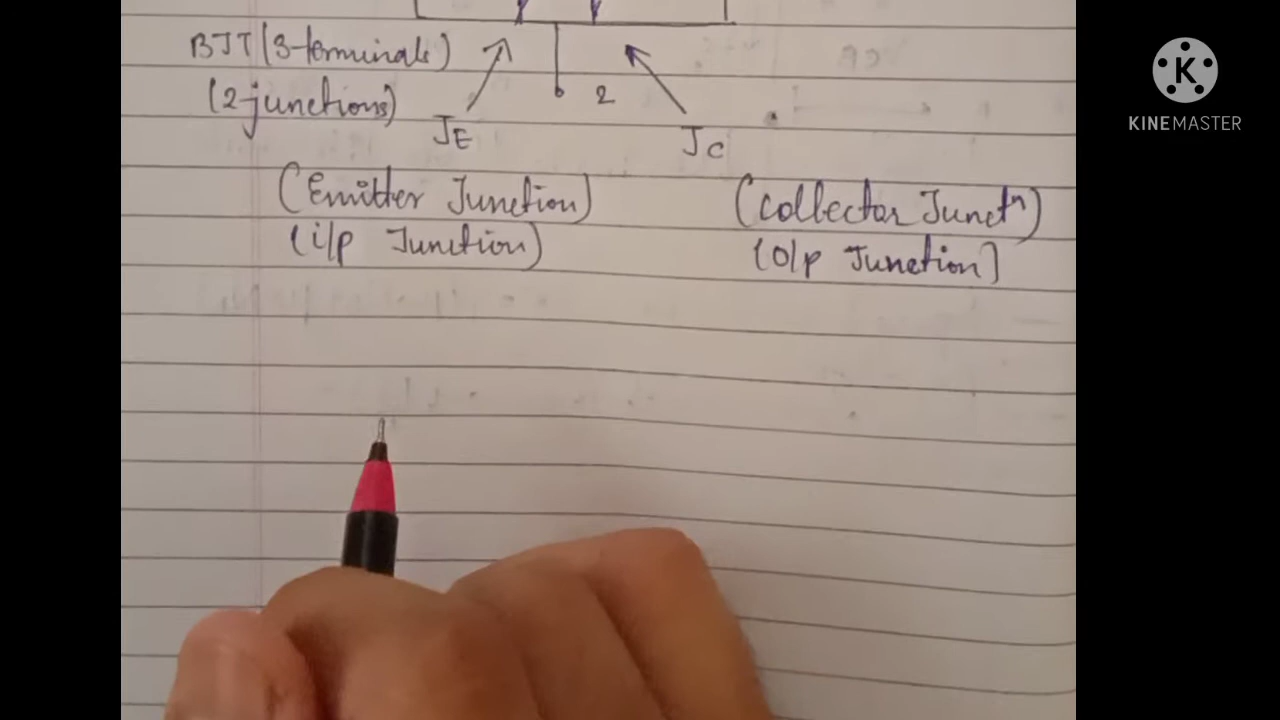 BJT (3-terminals)
(2 junctions)
2
JE
JC
(Emitter Junction)
(i/p Junction)
(Collector Junctn)
(O/p Junction)
K
KINEMASTER